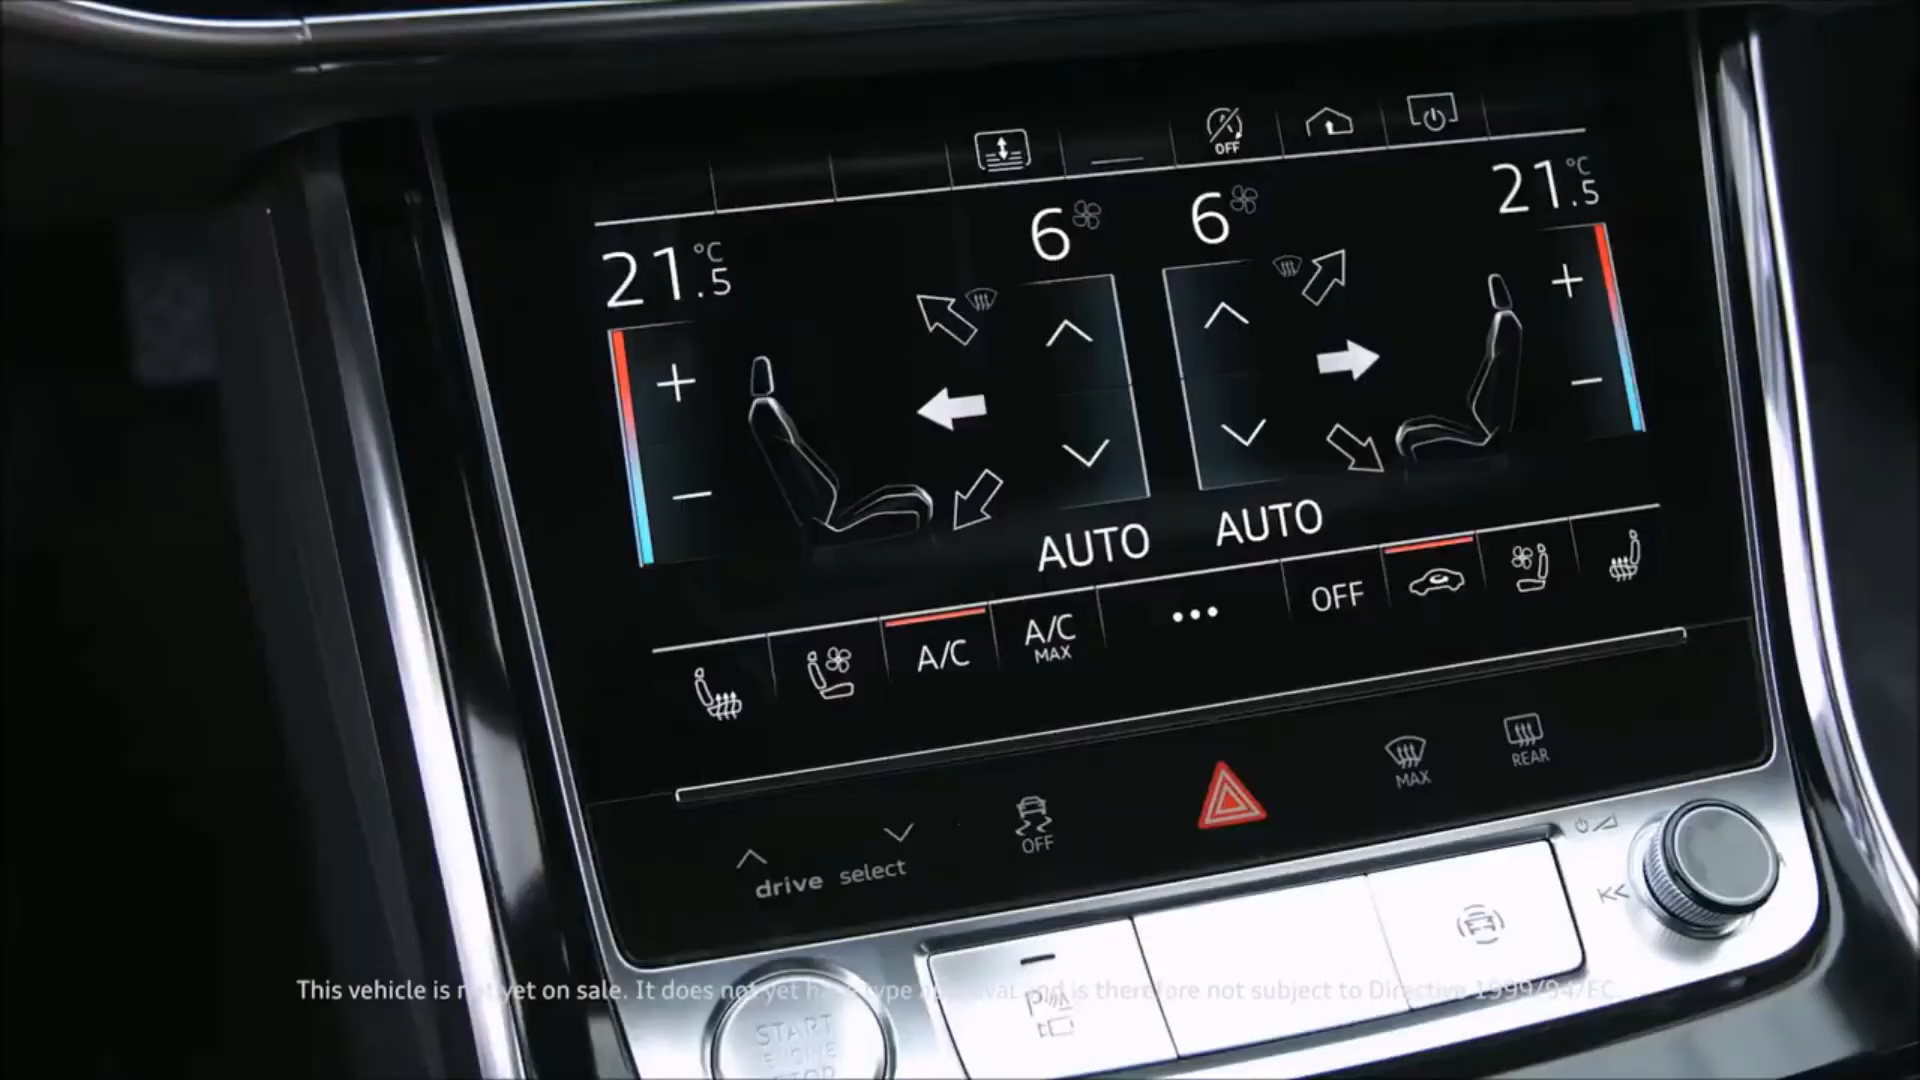 OFF
21.5 °C
6
6
21.5 °C
AUTO
AUTO
A/C
A/C MAX
OFF
drive select
OFF
MAX
REAR
This vehicle is not yet on sale. It does not yet have type approval and is therefore not subject to Directive 1999/94/EC
START
ENGINE
STOP
P